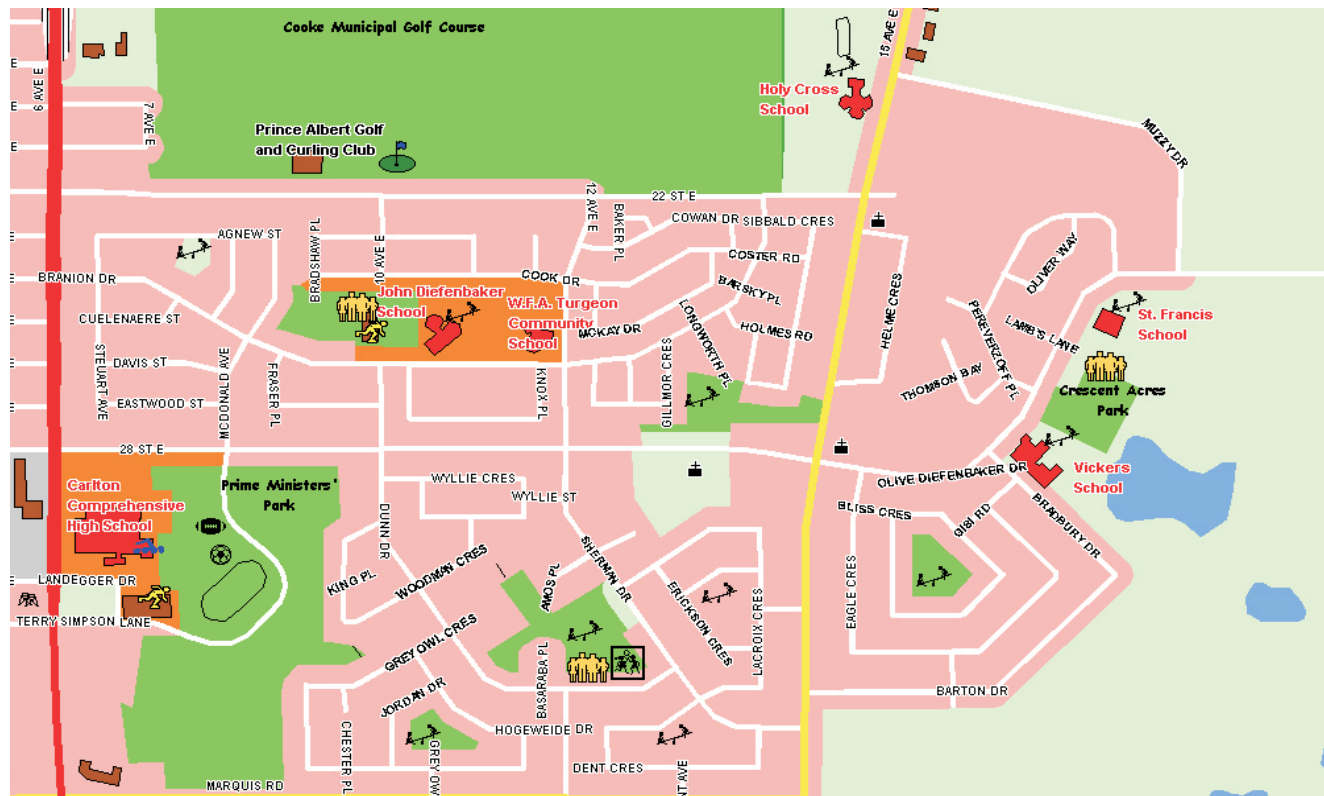 Cooke Municipal Golf Course
15 AVE E
6 AVE E
7 AVE E
E
E
E
E
Holy Cross
School
Prince Albert Golf
and Curling Club
MUZZY DR
22 ST E
12 AVE E
BAKER PL
COWAN DR
SIBBALD CRES
AGNEW ST
BRADSHAW PL
10 AVE E
COSTER RD
OLIVER WAY
E
E
BRANION DR
COOK DR
BARSKY PL
John Diefenbaker
School
W.F.A. Turgeon
Community
School
MCKAY DR
LONGWORTH PL
HOLMES RD
HELME CRES
PEREVERZOFF PL
LAMB'S LANE
St. Francis
School
E
CUELENAERE ST
STEUART AVE
DAVIS ST
MCDONALD AVE
FRASER PL
KNOX PL
GILLMOR CRES
THOMSON BAY
Crescent Acres
Park
E
E
EASTWOOD ST
28 ST E
Carlton
Comprehensive
High School
Prime Ministers'
Park
WYLLIE CRES
WYLLIE ST
OLIVE DIEFENBAKER DR
Vickers
School
BLISS CRES
GIBI RD
BRADBURY DR
DUNN DR
KING PL
WOODMAN CRES
SHERMAN DR
AMOS PL
ERICKSON CRES
LACROIX CRES
EAGLE CRES
E
LANDEGGER DR
TERRY SIMPSON LANE
GREY OWL CRES
BASARABA PL
JORDAN DR
BARTON DR
CHESTER PL
GREY OW
HOGEWEIDE DR
DENT CRES
NT AVE
MARQUIS RD